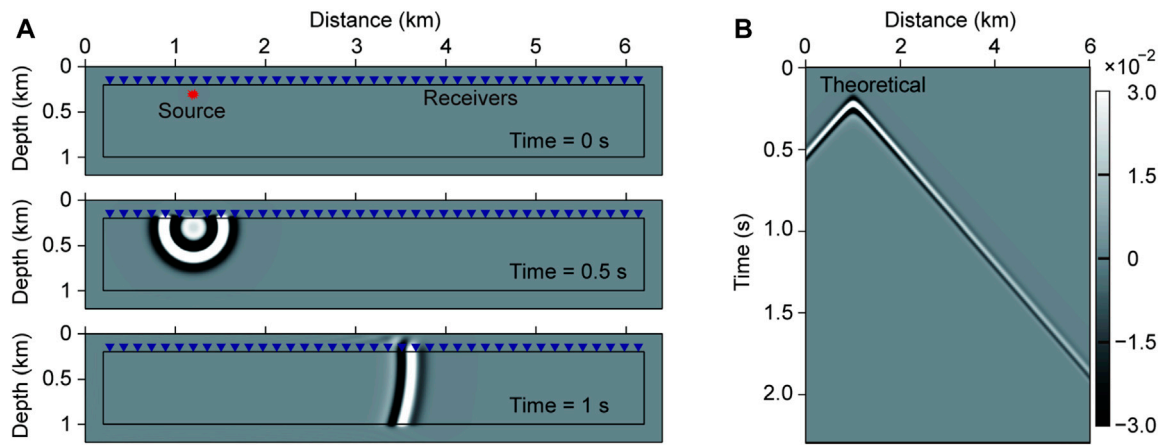 A
Distance (km)
0 1 2 3 4 5 6
Depth (km)
0
0.5
1
Source
Receivers
Time = 0 s
Depth (km)
0
0.5
1
Time = 0.5 s
Depth (km)
0
0.5
1
Time = 1 s
B
Distance (km)
0 2 4 6
Time (s)
0
0.5
1.0
1.5
2.0
Theoretical
×10⁻²
3.0
1.5
0
−1.5
−3.0